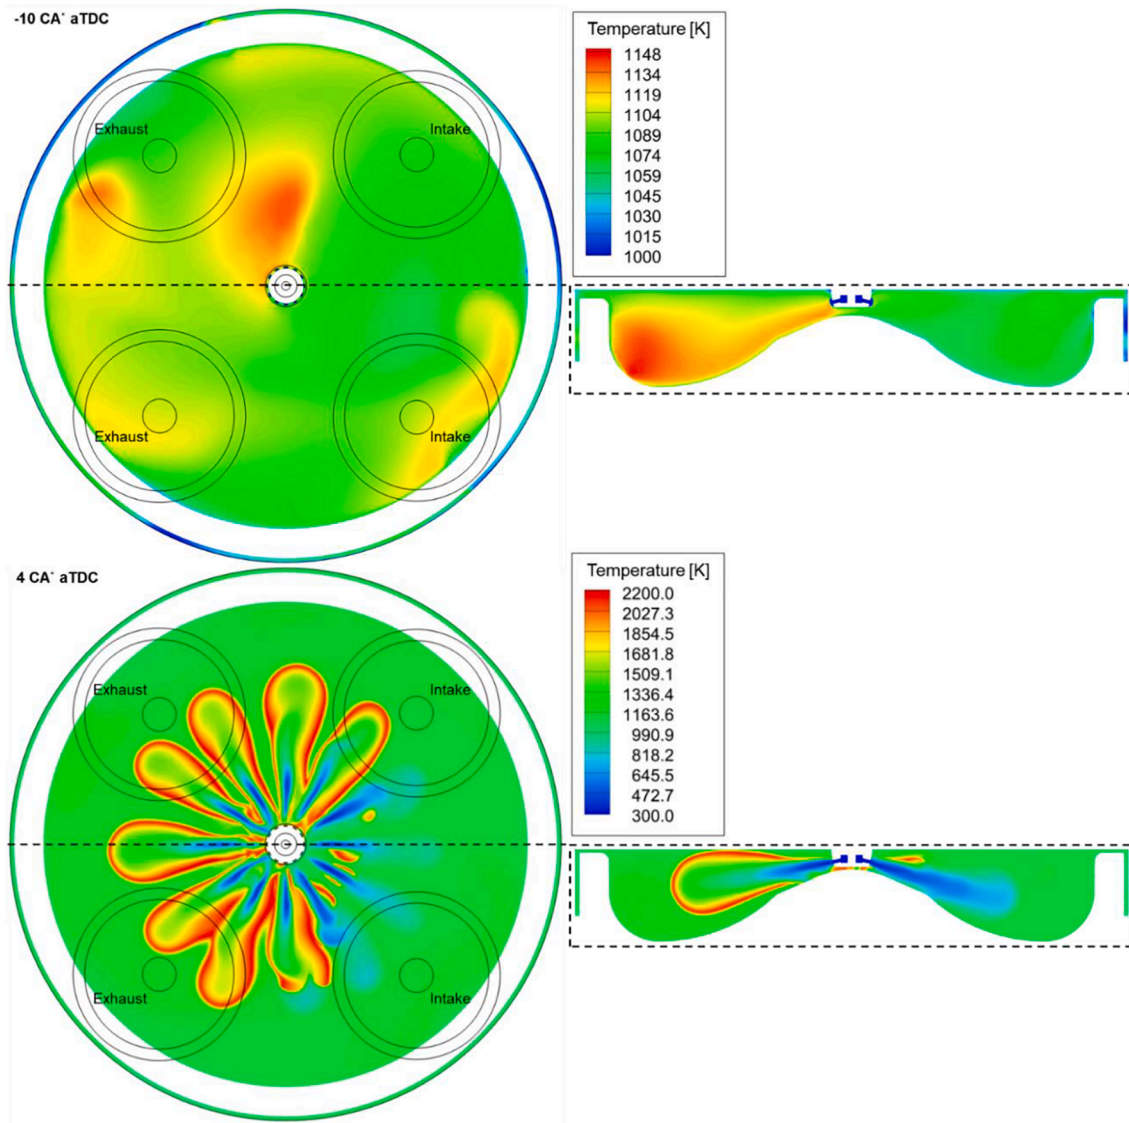 -10 CA° aTDC
Temperature [K]
1148
1134
1119
1104
1089
1074
1059
1045
1030
1015
1000
Exhaust
Intake
Exhaust
Intake
4 CA° aTDC
Temperature [K]
2200.0
2027.3
1854.5
1681.8
1509.1
1336.4
1163.6
990.9
818.2
645.5
472.7
300.0
Exhaust
Intake
Exhaust
Intake